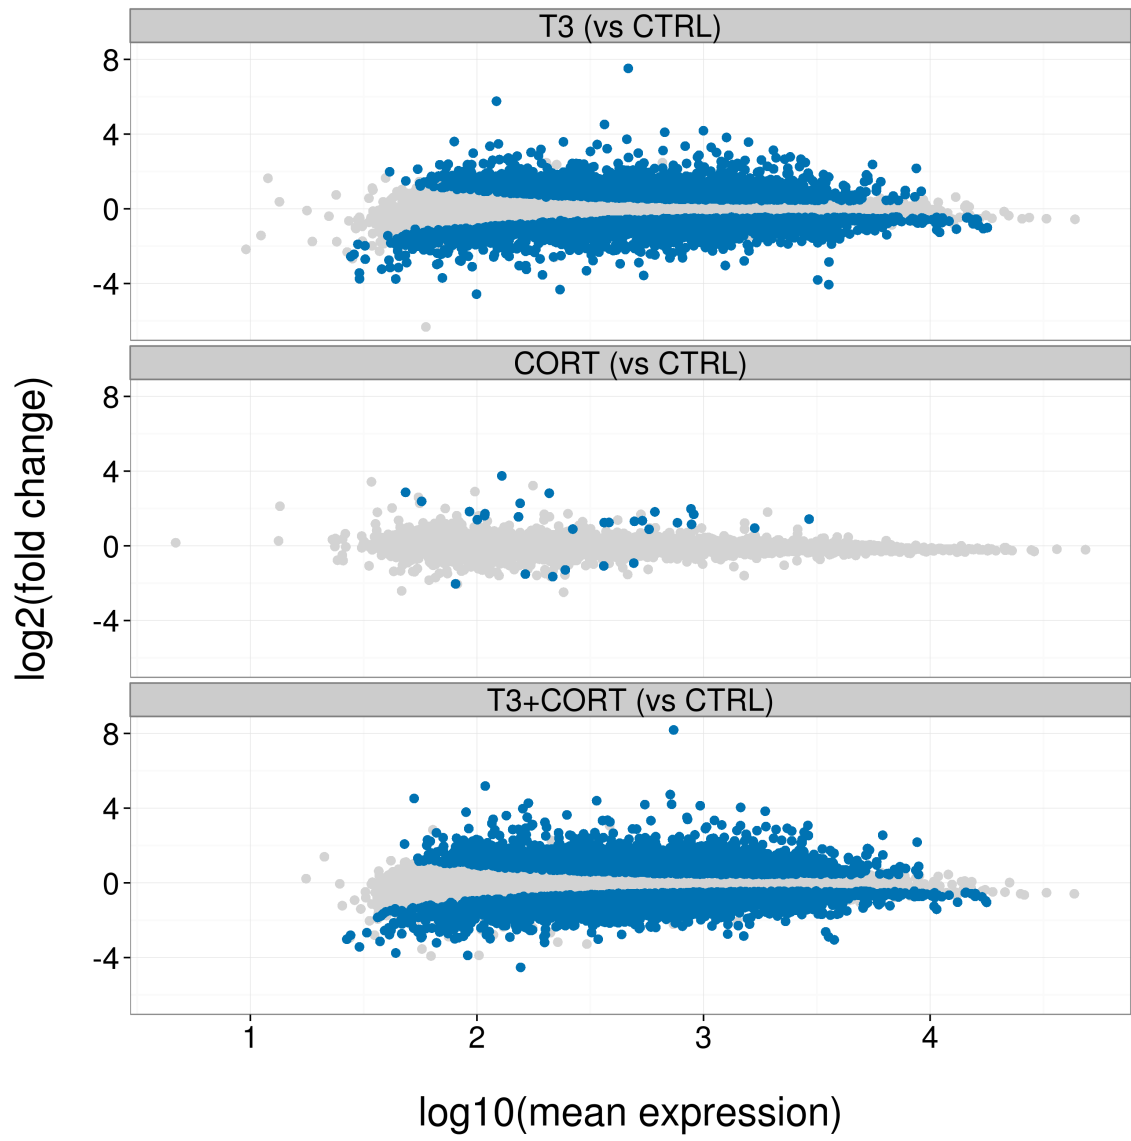 T3 (vs CTRL)
8
4
0
-4
CORT (vs CTRL)
8
4
0
-4
log2(fold change)
T3+CORT (vs CTRL)
8
4
0
-4
1 2 3 4
log10(mean expression)